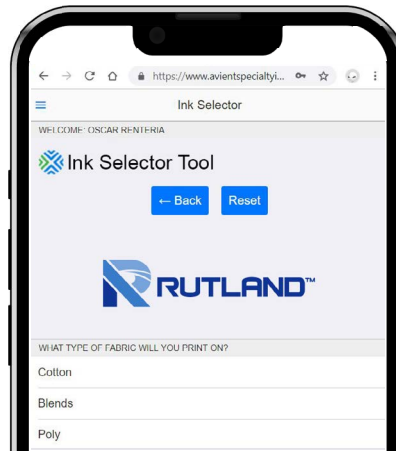 https://www.avientspecialtyi...
Ink Selector
WELCOME: OSCAR RENTERIA
Ink Selector Tool
← Back Reset
RUTLAND™
WHAT TYPE OF FABRIC WILL YOU PRINT ON?
Cotton
Blends
Poly